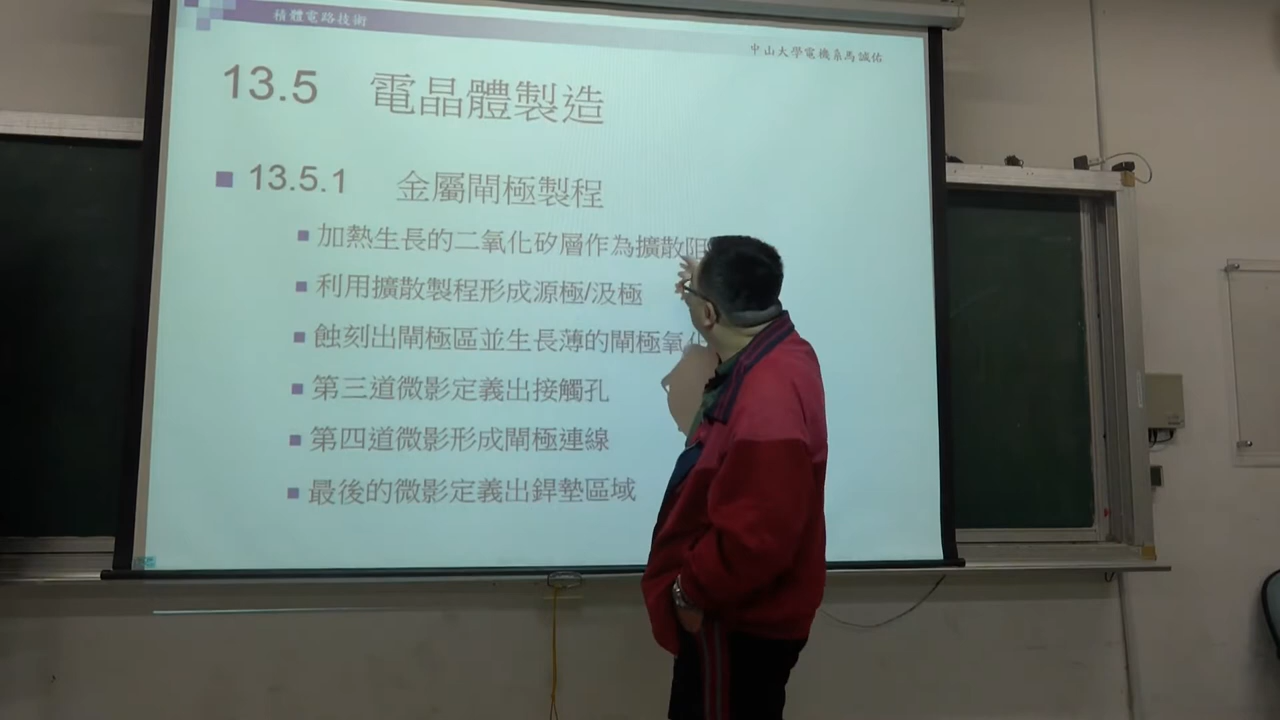 積體電路技術
中山大學電機系馬誠佑
13.5 電晶體製造
13.5.1 金屬閘極製程
加熱生長的二氧化矽層作為擴散阻
利用擴散製程形成源極/汲極
蝕刻出閘極區並生長薄的閘極氧化
第三道微影定義出接觸孔
第四道微影形成閘極連線
最後的微影定義出銲墊區域